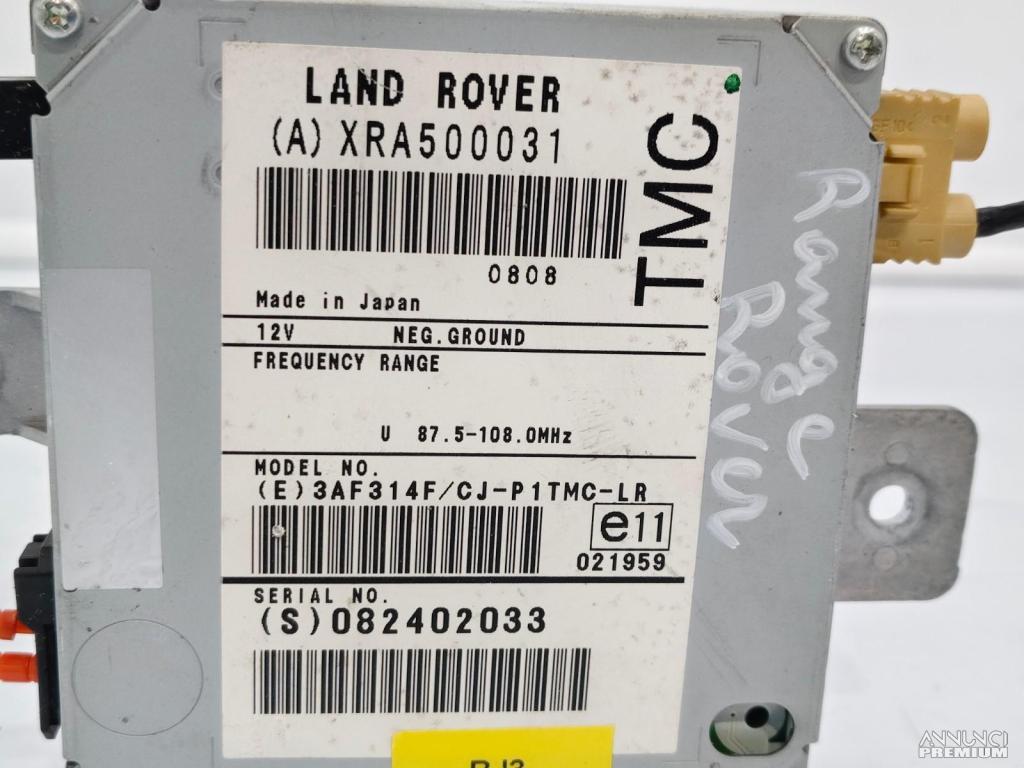 LAND ROVER
(A) XRA500031
TMC
0808
Made in Japan
12V NEG. GROUND
FREQUENCY RANGE
U 87.5-108.0MHz
MODEL NO.
(E) 3AF314F/CJ-P1TMC-LR
e11
021959
SERIAL NO.
(S) 082402033
Range
Rover
ANNUNCI
PREMIUM